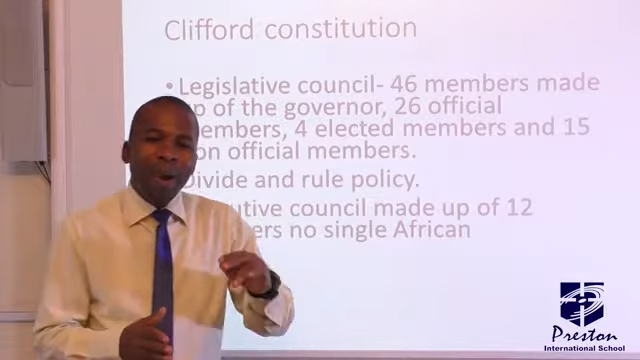 Clifford constitution
• Legislative council- 46 members made
of the governor, 26 official
4 elected members and 15
official members.
and rule policy.
council made up of 12
no single African
Preston
International School